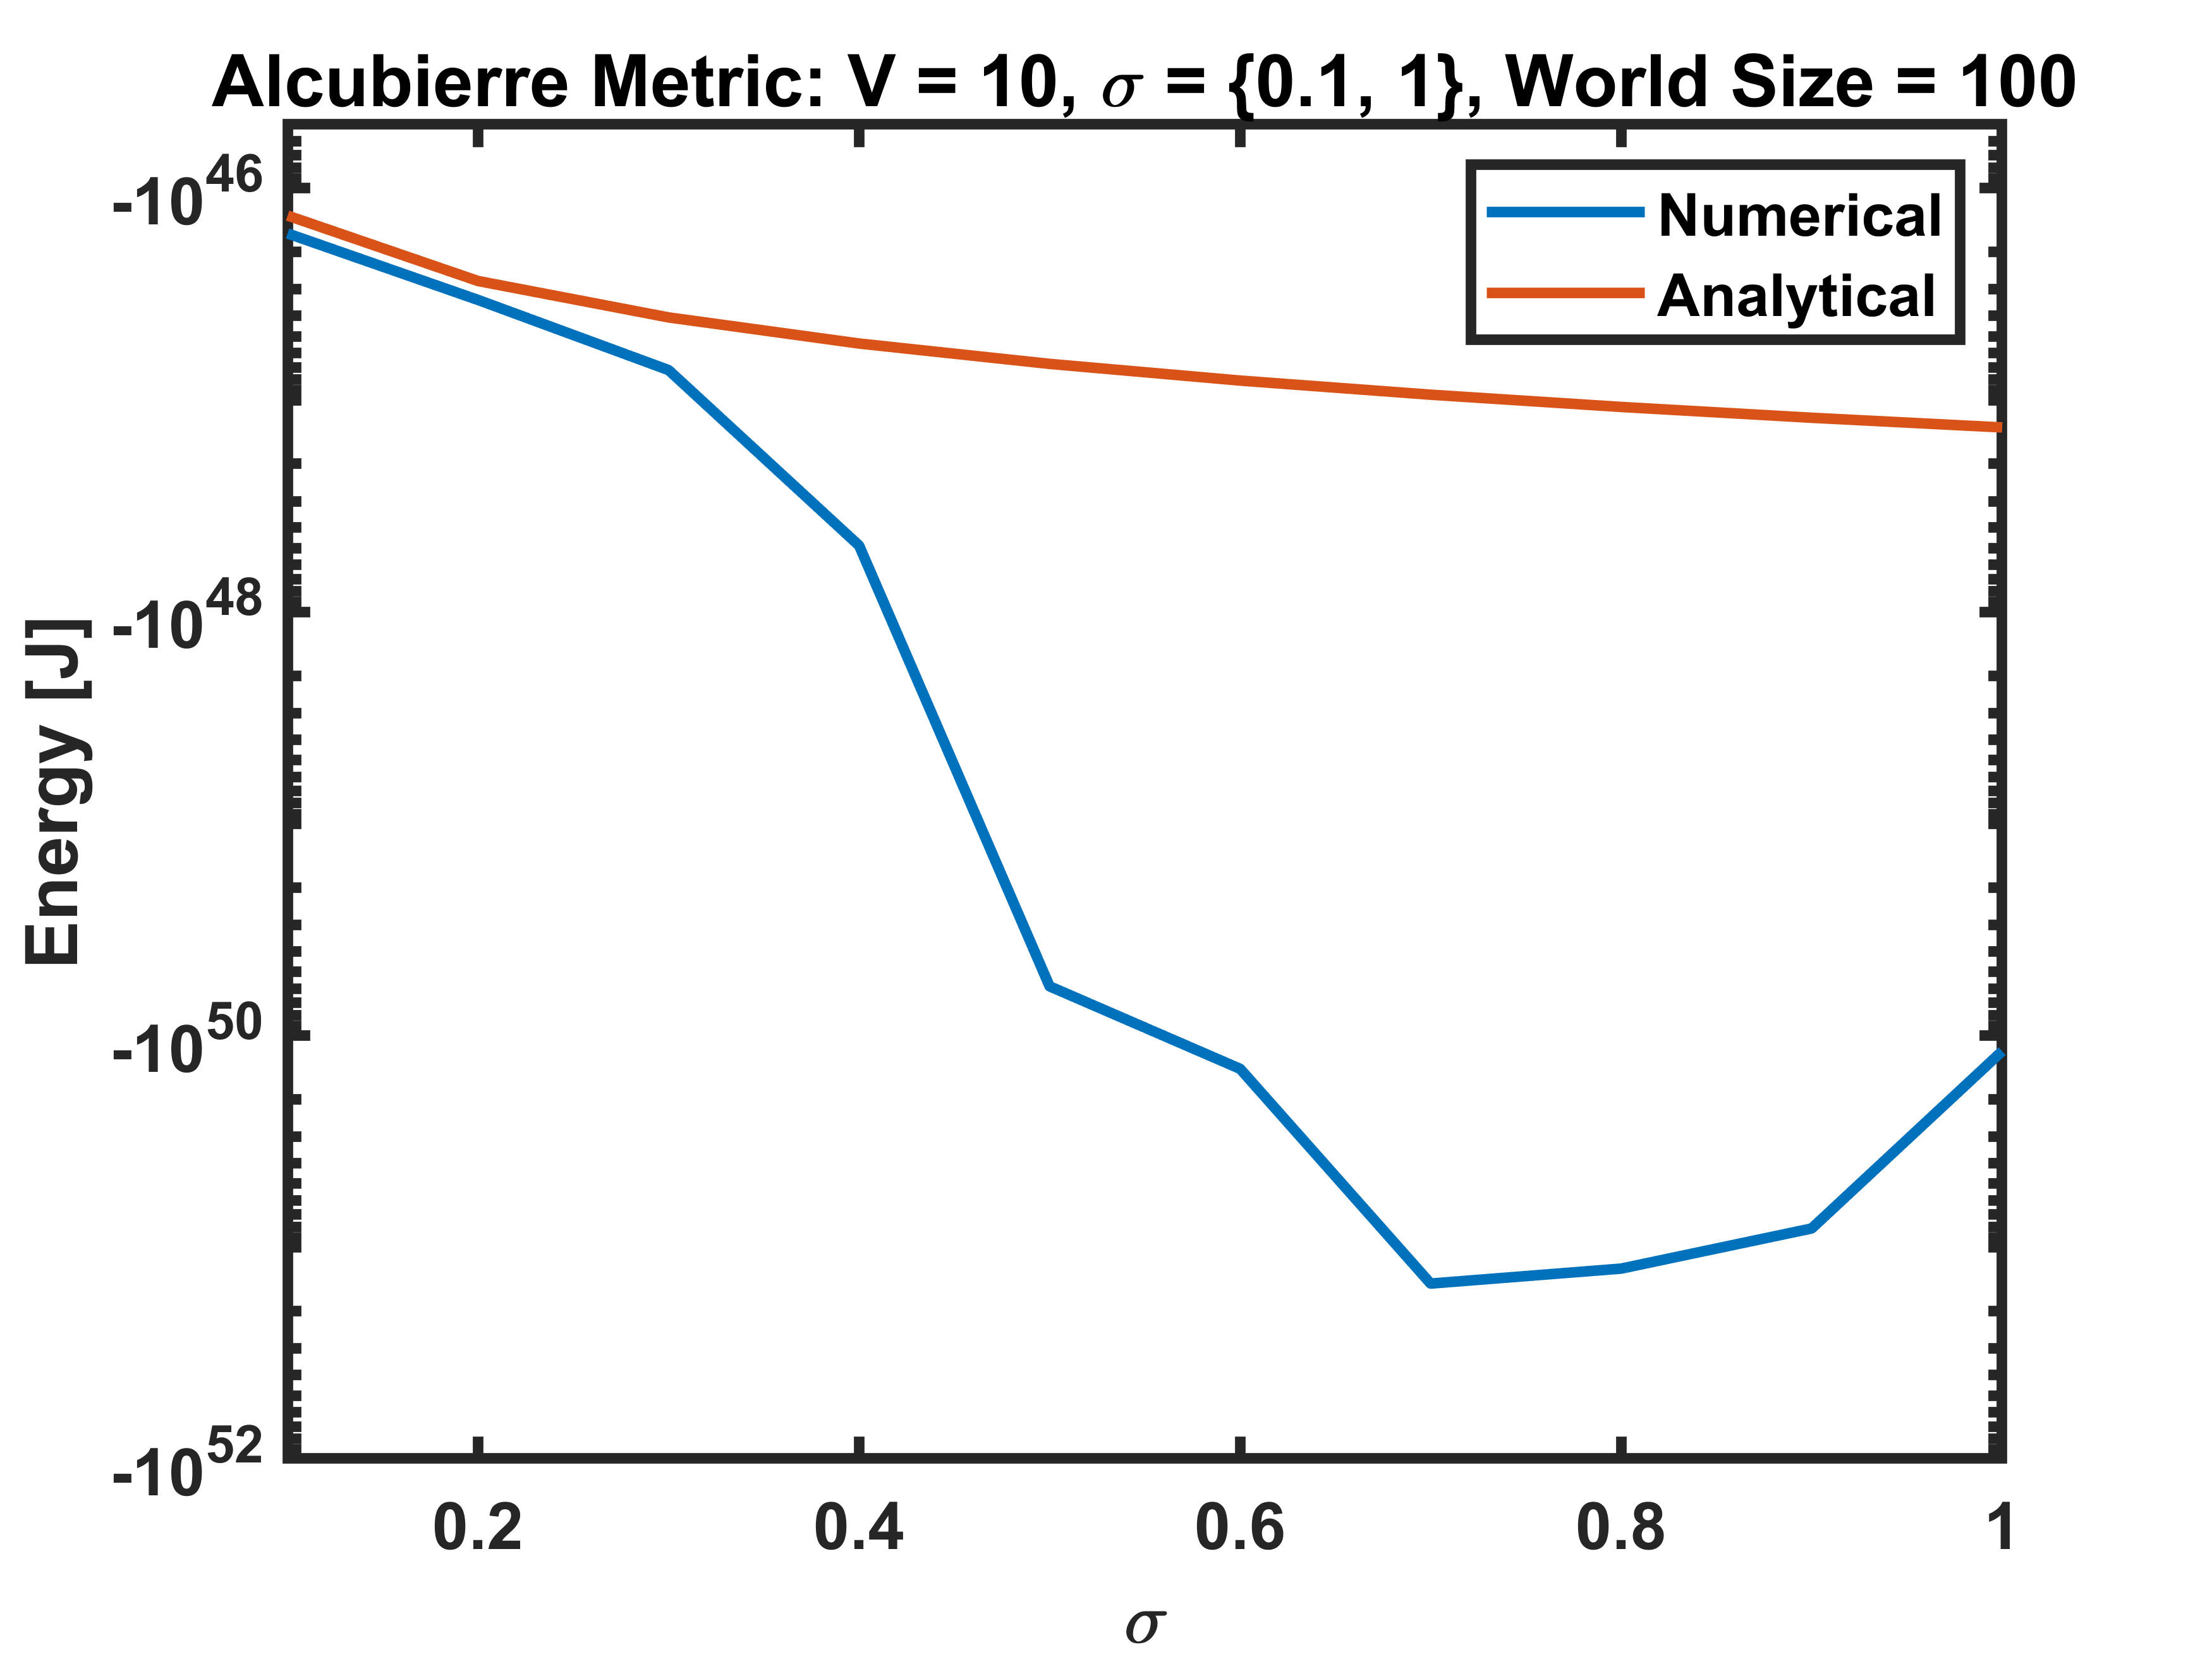 Alcubierre Metric: V = 10, σ = {0.1, 1}, World Size = 100
Numerical
Analytical
-10^46
-10^48
-10^50
-10^52
Energy [J]
0.2 0.4 0.6 0.8 1
σ